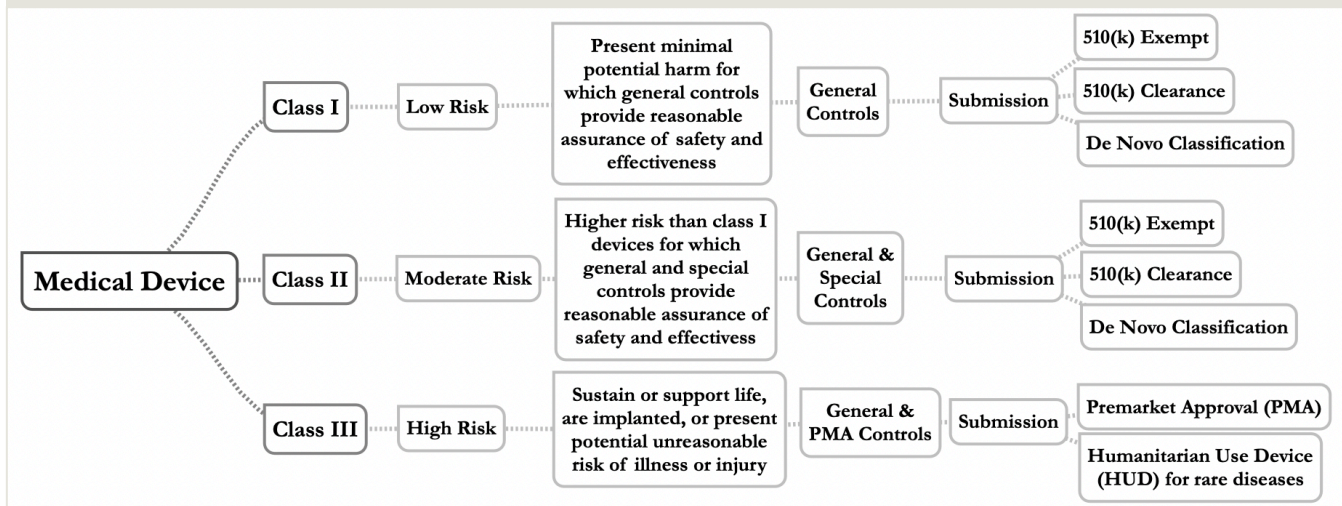 Medical Device
Class I
Low Risk
Present minimal
potential harm for
which general controls
provide reasonable
assurance of safety and
effectiveness
General
Controls
Submission
510(k) Exempt
510(k) Clearance
De Novo Classification
Class II
Moderate Risk
Higher risk than class I
devices for which
general and special
controls provide
reasonable assurance of
safety and effectivess
General &
Special
Controls
Submission
510(k) Exempt
510(k) Clearance
De Novo Classification
Class III
High Risk
Sustain or support life,
are implanted, or present
potential unreasonable
risk of illness or injury
General &
PMA Controls
Submission
Premarket Approval (PMA)
Humanitarian Use Device
(HUD) for rare diseases